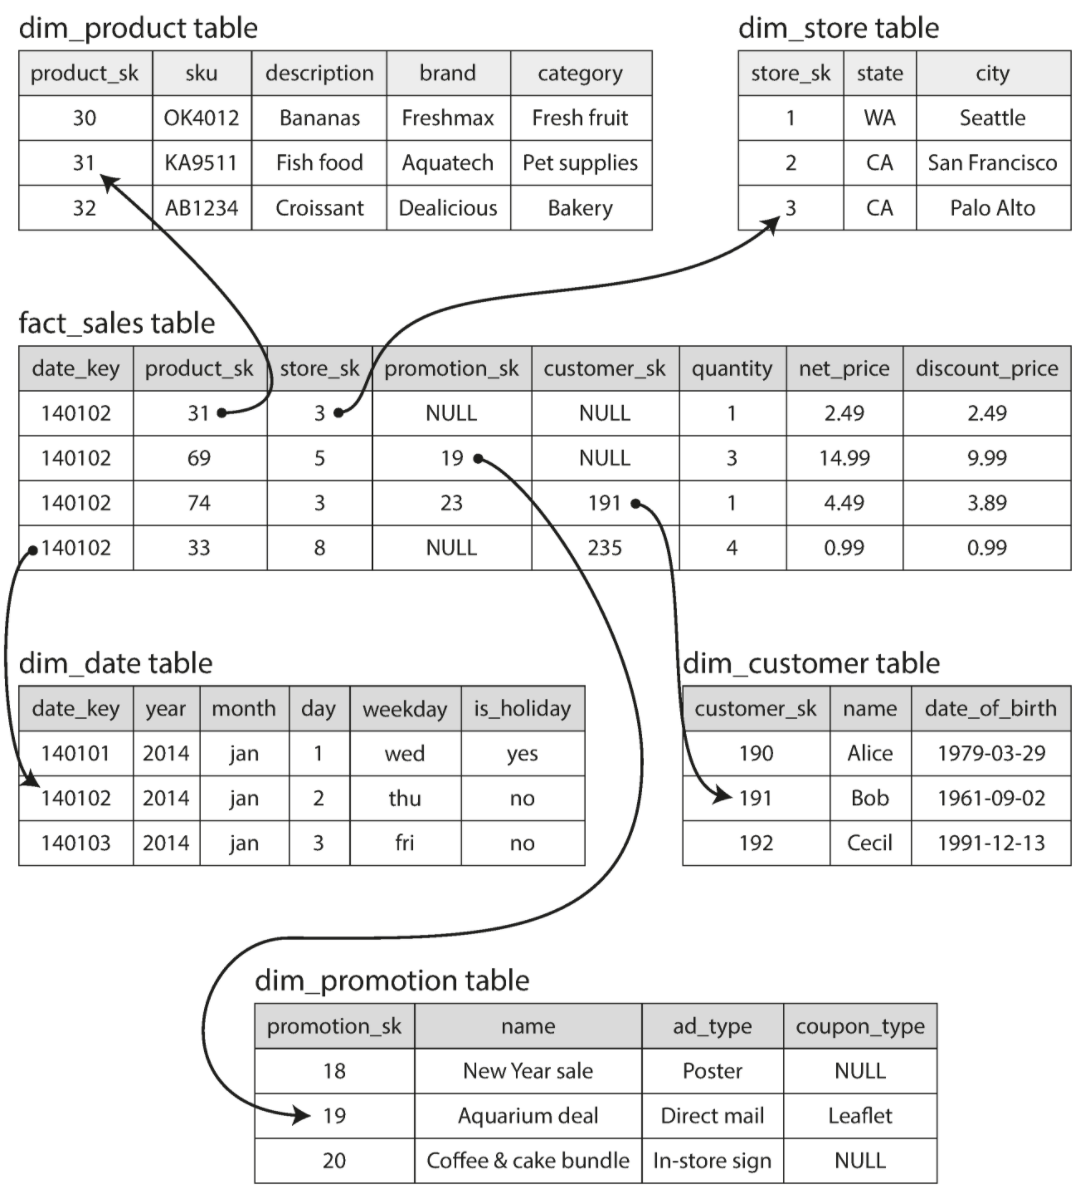 dim_product table
product_sk sku description brand category
30 OK4012 Bananas Freshmax Fresh fruit
31 KA9511 Fish food Aquatech Pet supplies
32 AB1234 Croissant Dealicious Bakery
dim_store table
store_sk state city
1 WA Seattle
2 CA San Francisco
3 CA Palo Alto
fact_sales table
date_key product_sk store_sk promotion_sk customer_sk quantity net_price discount_price
140102 31 3 NULL NULL 1 2.49 2.49
140102 69 5 19 NULL 3 14.99 9.99
140102 74 3 23 191 1 4.49 3.89
140102 33 8 NULL 235 4 0.99 0.99
dim_date table
date_key year month day weekday is_holiday
140101 2014 jan 1 wed yes
140102 2014 jan 2 thu no
140103 2014 jan 3 fri no
dim_customer table
customer_sk name date_of_birth
190 Alice 1979-03-29
191 Bob 1961-09-02
192 Cecil 1991-12-13
dim_promotion table
promotion_sk name ad_type coupon_type
18 New Year sale Poster NULL
19 Aquarium deal Direct mail Leaflet
20 Coffee & cake bundle In-store sign NULL